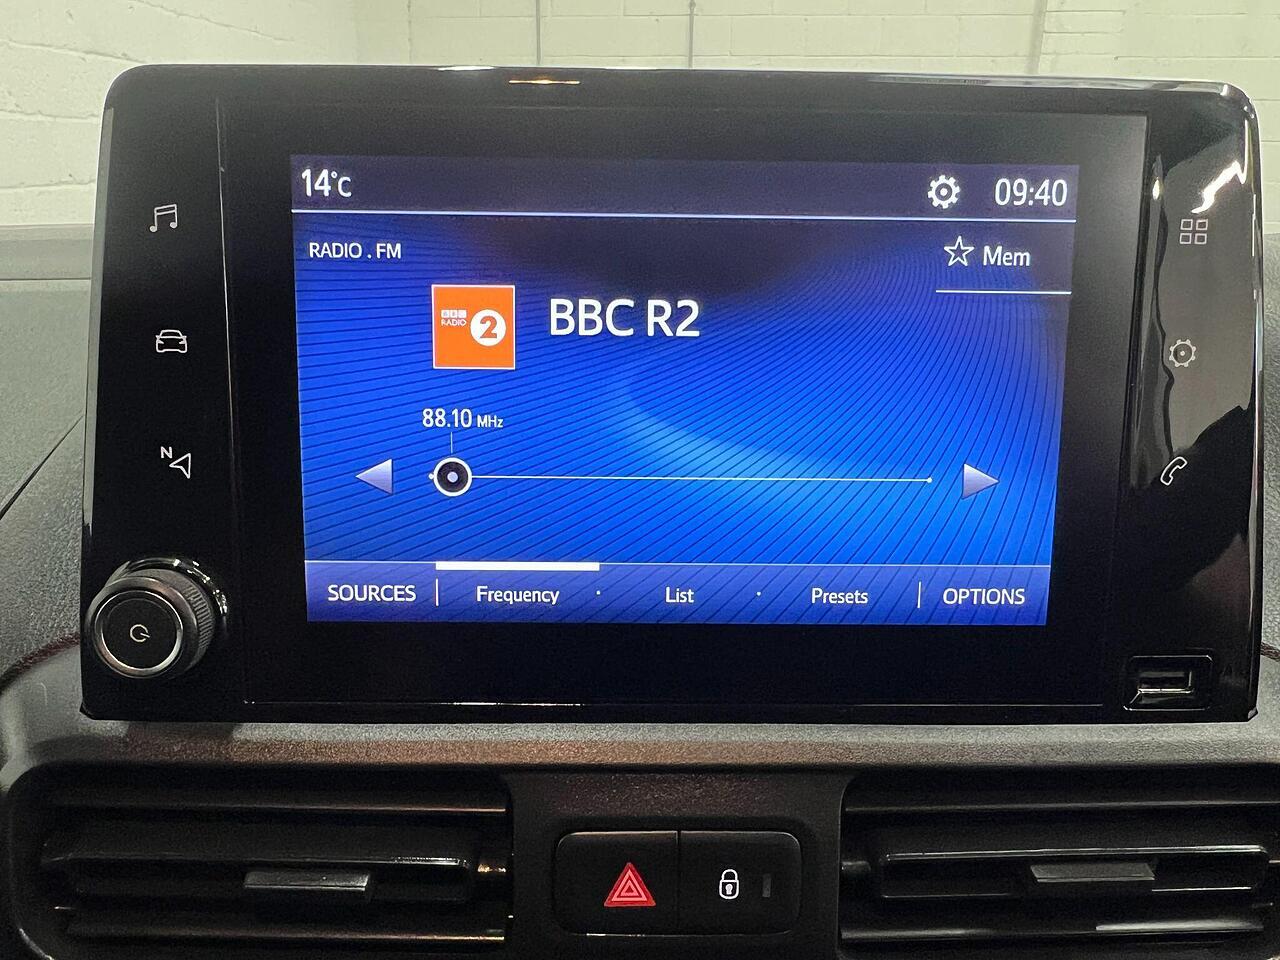 14°C 09:40
RADIO . FM
Mem
BBC
RADIO
2
BBC R2
88.10 MHz
N
SOURCES Frequency · List · Presets OPTIONS